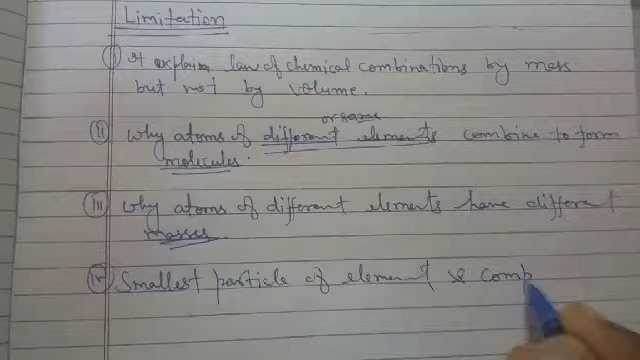 Limitation
(i) It explain law of chemical combinations by mass
but not by volume.
or same
(ii) Why atoms of different elements combine to form
molecules.
(iii) Why atoms of different elements have different
masses
(iv) Smallest particle of element & comp